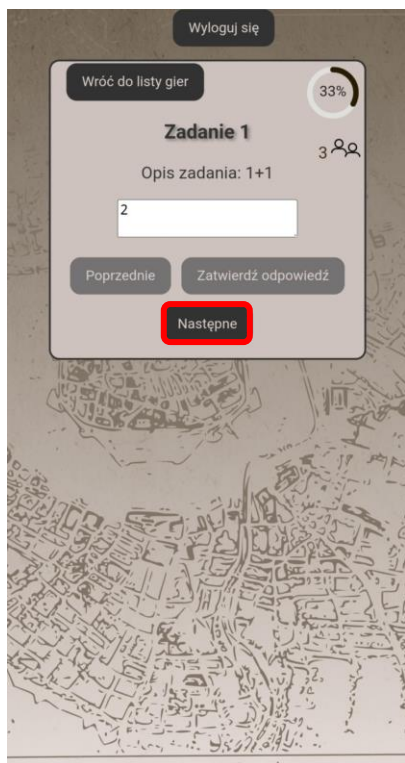 Wyloguj się
Wróć do listy gier
33%
Zadanie 1
3
Opis zadania: 1+1
2
Poprzednie
Zatwierdź odpowiedź
Następne